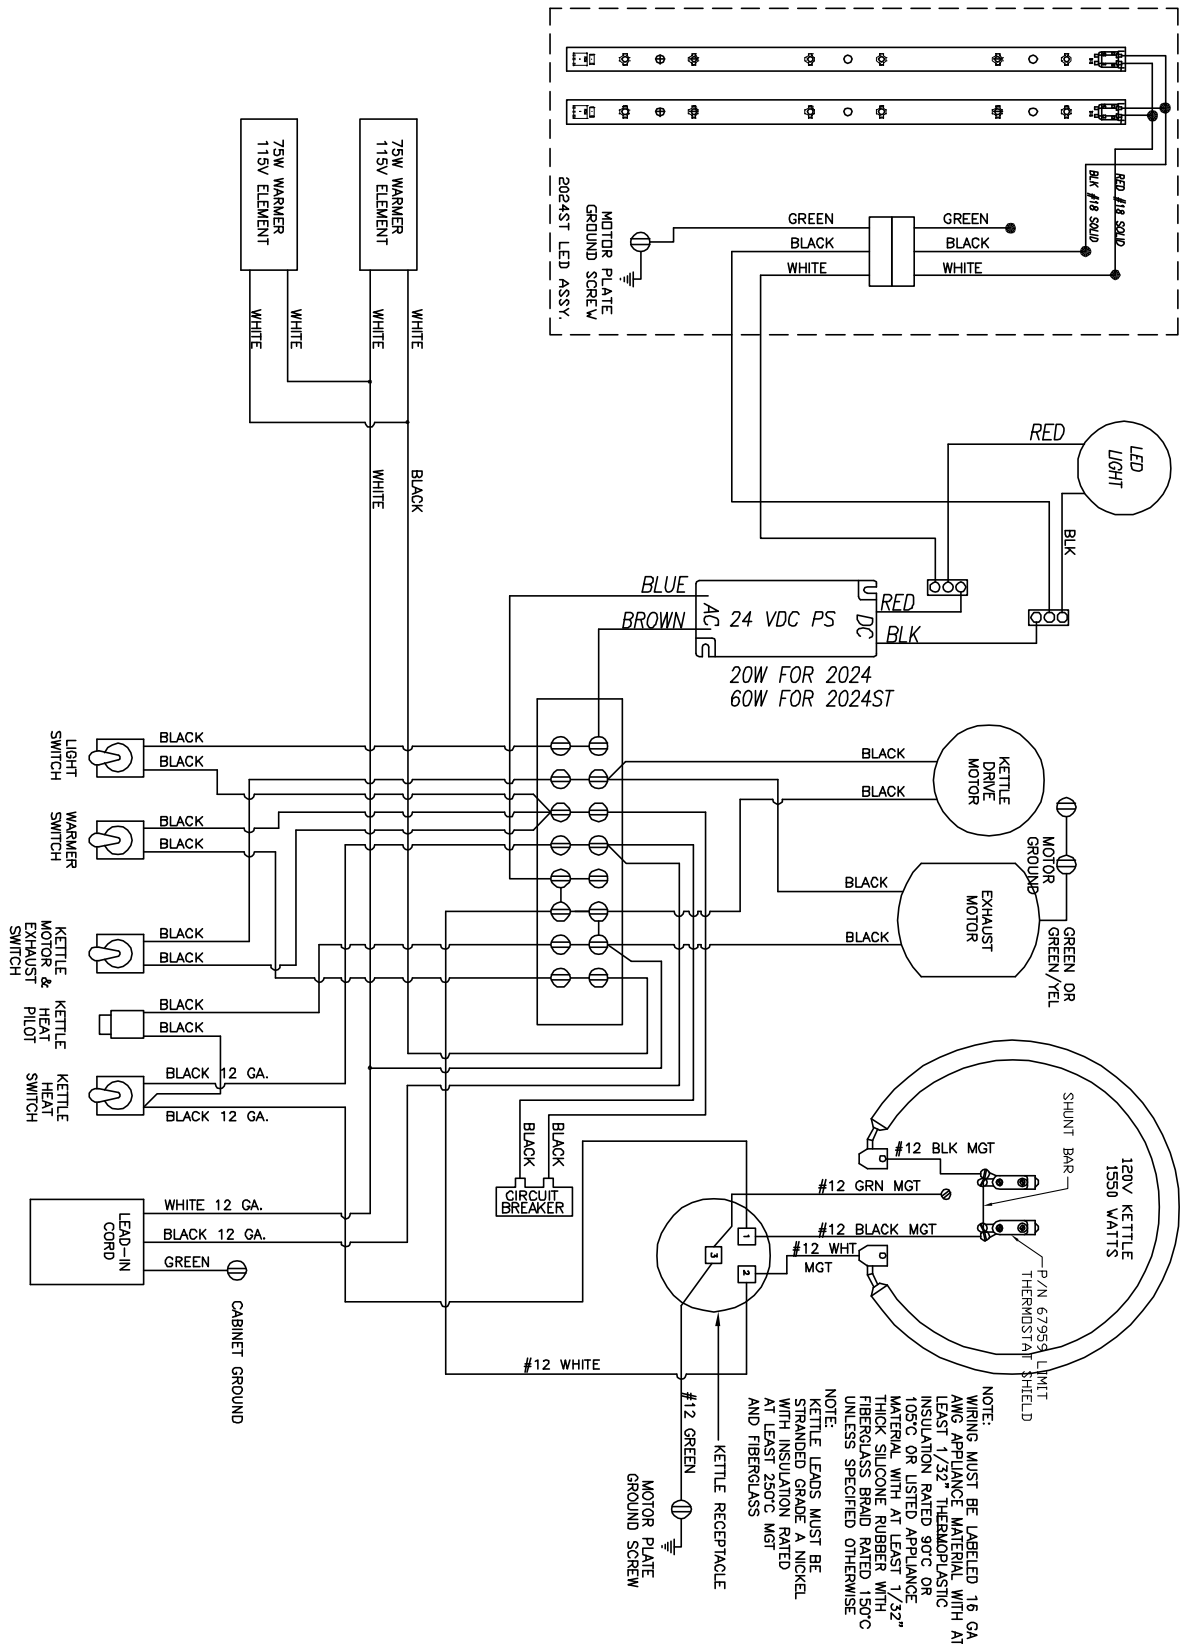 RED #18 SOLID
BLK #18 SOLID
GREEN
GREEN
BLACK
BLACK
WHITE
WHITE
MOTOR PLATE
GROUND SCREW
2024ST LED ASSY.
75W WARMER
115V ELEMENT
75W WARMER
115V ELEMENT
WHITE
WHITE
WHITE
WHITE
WHITE
BLACK
RED
LED
LIGHT
BLK
BLUE
BROWN
AC
24 VDC PS
DC
RED
BLK
20W FOR 2024
60W FOR 2024ST
LIGHT
SWITCH
BLACK
BLACK
WARMER
SWITCH
BLACK
BLACK
KETTLE
MOTOR &
EXHAUST
SWITCH
BLACK
BLACK
KETTLE
HEAT
PILOT
BLACK
BLACK
KETTLE
HEAT
SWITCH
BLACK 12 GA.
BLACK 12 GA.
BLACK
BLACK
KETTLE
DRIVE
MOTOR
MOTOR
GROUND
BLACK
BLACK
EXHAUST
MOTOR
GREEN OR
GREEN/YEL
LEAD-IN
CORD
WHITE 12 GA.
BLACK 12 GA.
GREEN
CABINET GROUND
BLACK
BLACK
CIRCUIT
BREAKER
SHUNT BAR
120V KETTLE
1550 WATTS
#12 BLK MGT
#12 GRN MGT
#12 BLACK MGT
#12 WHT
MGT
1
2
3
P/N 67959 LIMIT
THERMOSTAT SHIELD
#12 WHITE
#12 GREEN
KETTLE RECEPTACLE
MOTOR PLATE
GROUND SCREW
NOTE:
WIRING MUST BE LABELED 16 GA
AWG APPLIANCE MATERIAL WITH AT
LEAST 1/32" THERMOPLASTIC
INSULATION RATED 90°C OR
105°C OR LISTED APPLIANCE
MATERIAL WITH AT LEAST 1/32"
THICK SILICONE RUBBER WITH
FIBERGLASS BRAID RATED 150°C
UNLESS SPECIFIED OTHERWISE
NOTE:
KETTLE LEADS MUST BE
STRANDED GRADE A NICKEL
WITH INSULATION RATED
AT LEAST 250°C MGT
AND FIBERGLASS